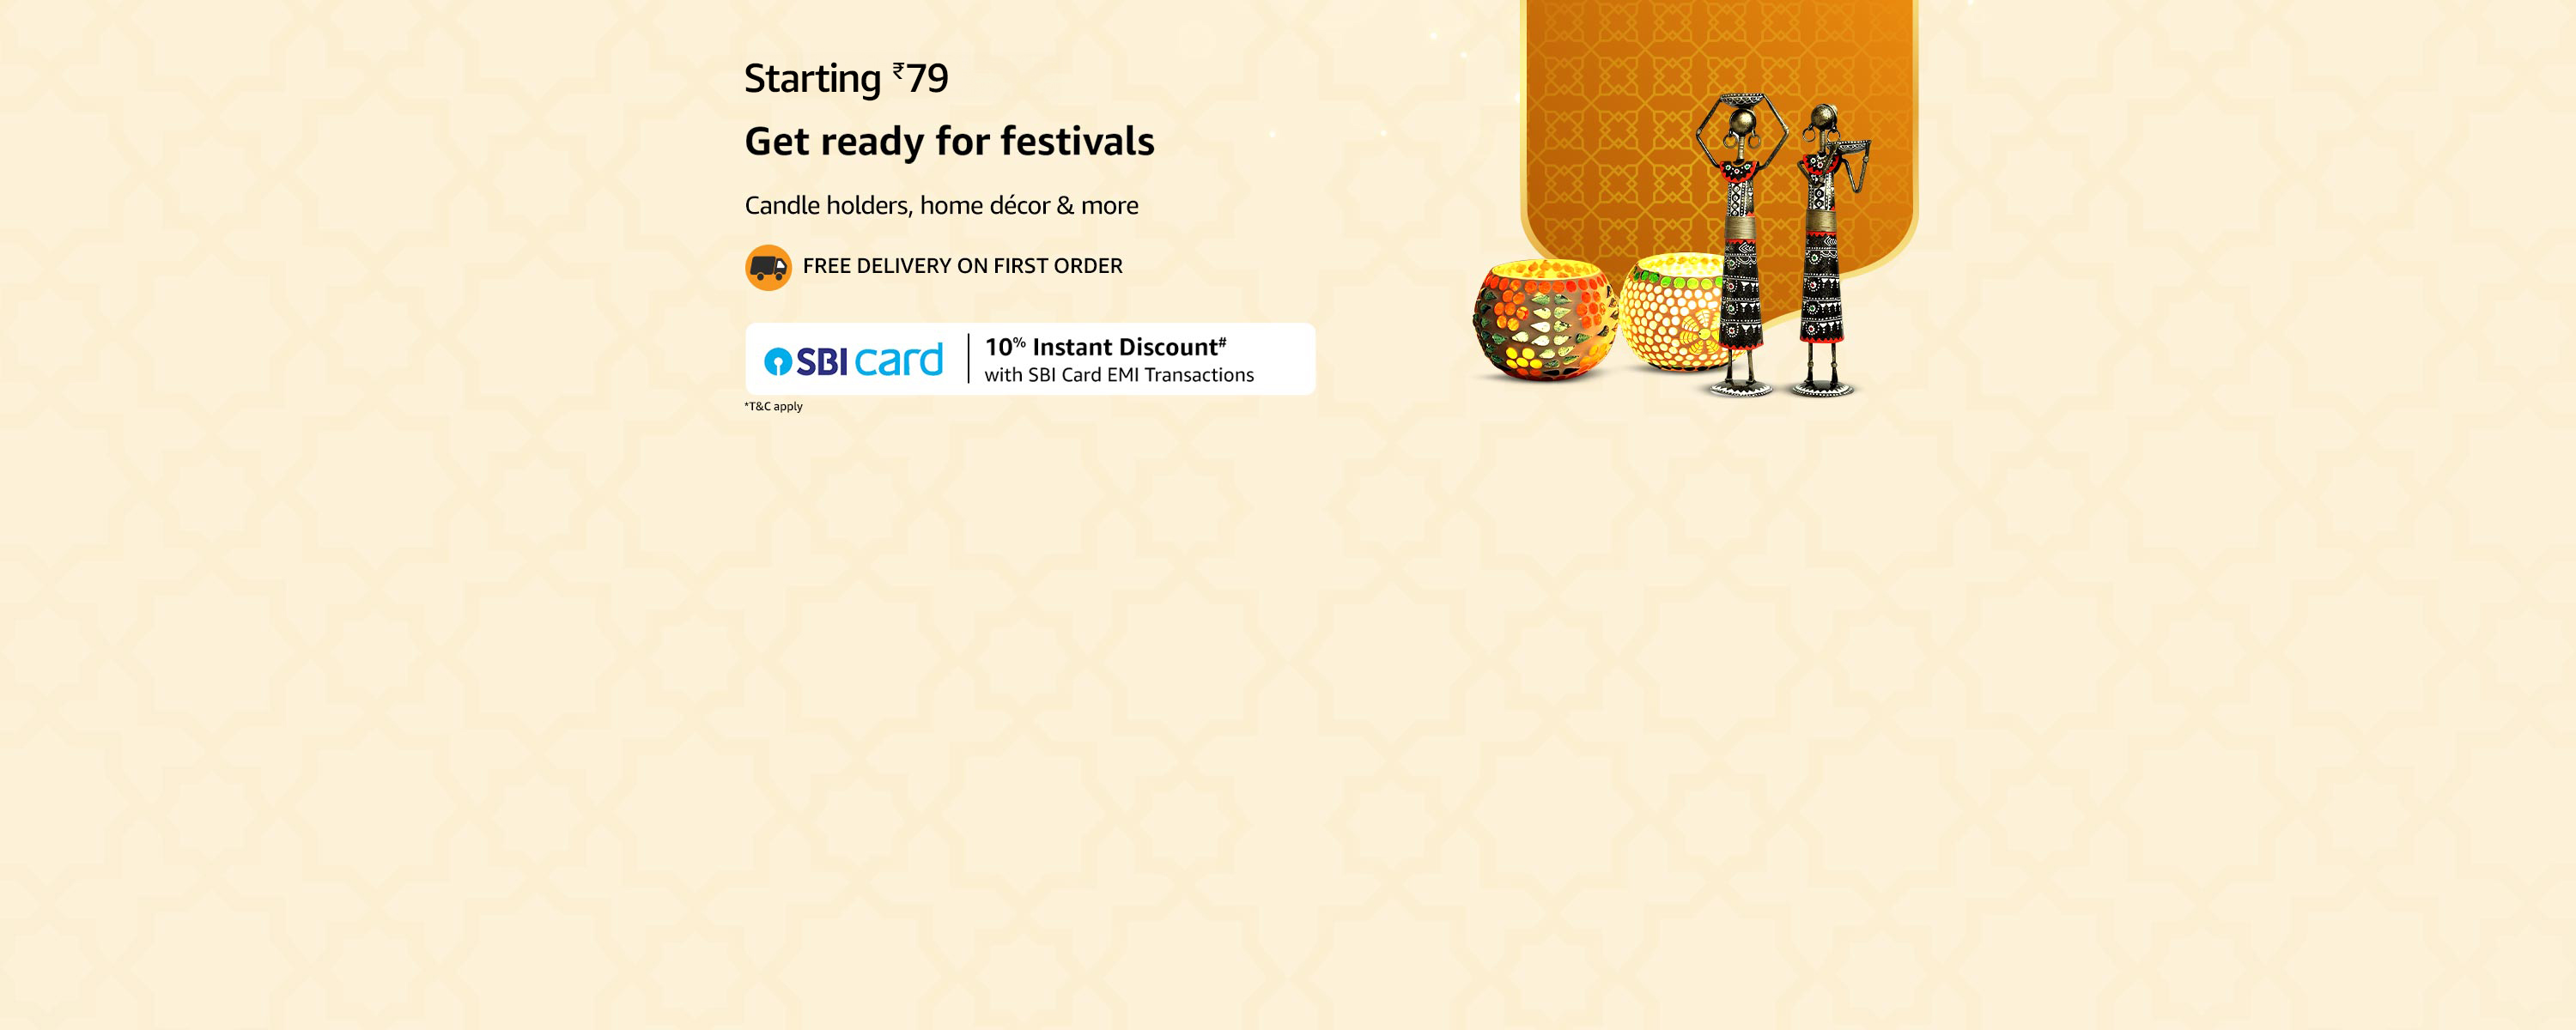 Starting ₹79
Get ready for festivals
Candle holders, home décor & more
FREE DELIVERY ON FIRST ORDER
SBI card
10% Instant Discount#
with SBI Card EMI Transactions
*T&C apply